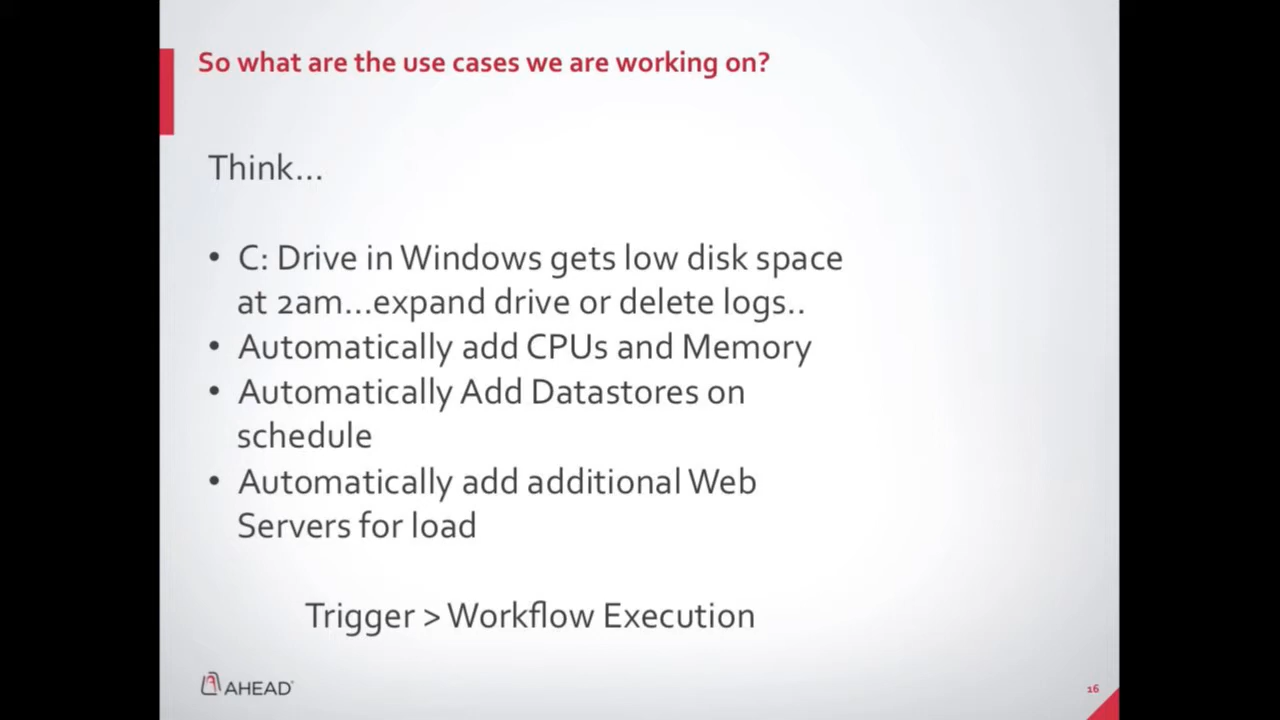 So what are the use cases we are working on?
Think...
• C: Drive in Windows gets low disk space
at 2am...expand drive or delete logs..
• Automatically add CPUs and Memory
• Automatically Add Datastores on
schedule
• Automatically add additional Web
Servers for load
Trigger > Workflow Execution
AHEAD
16